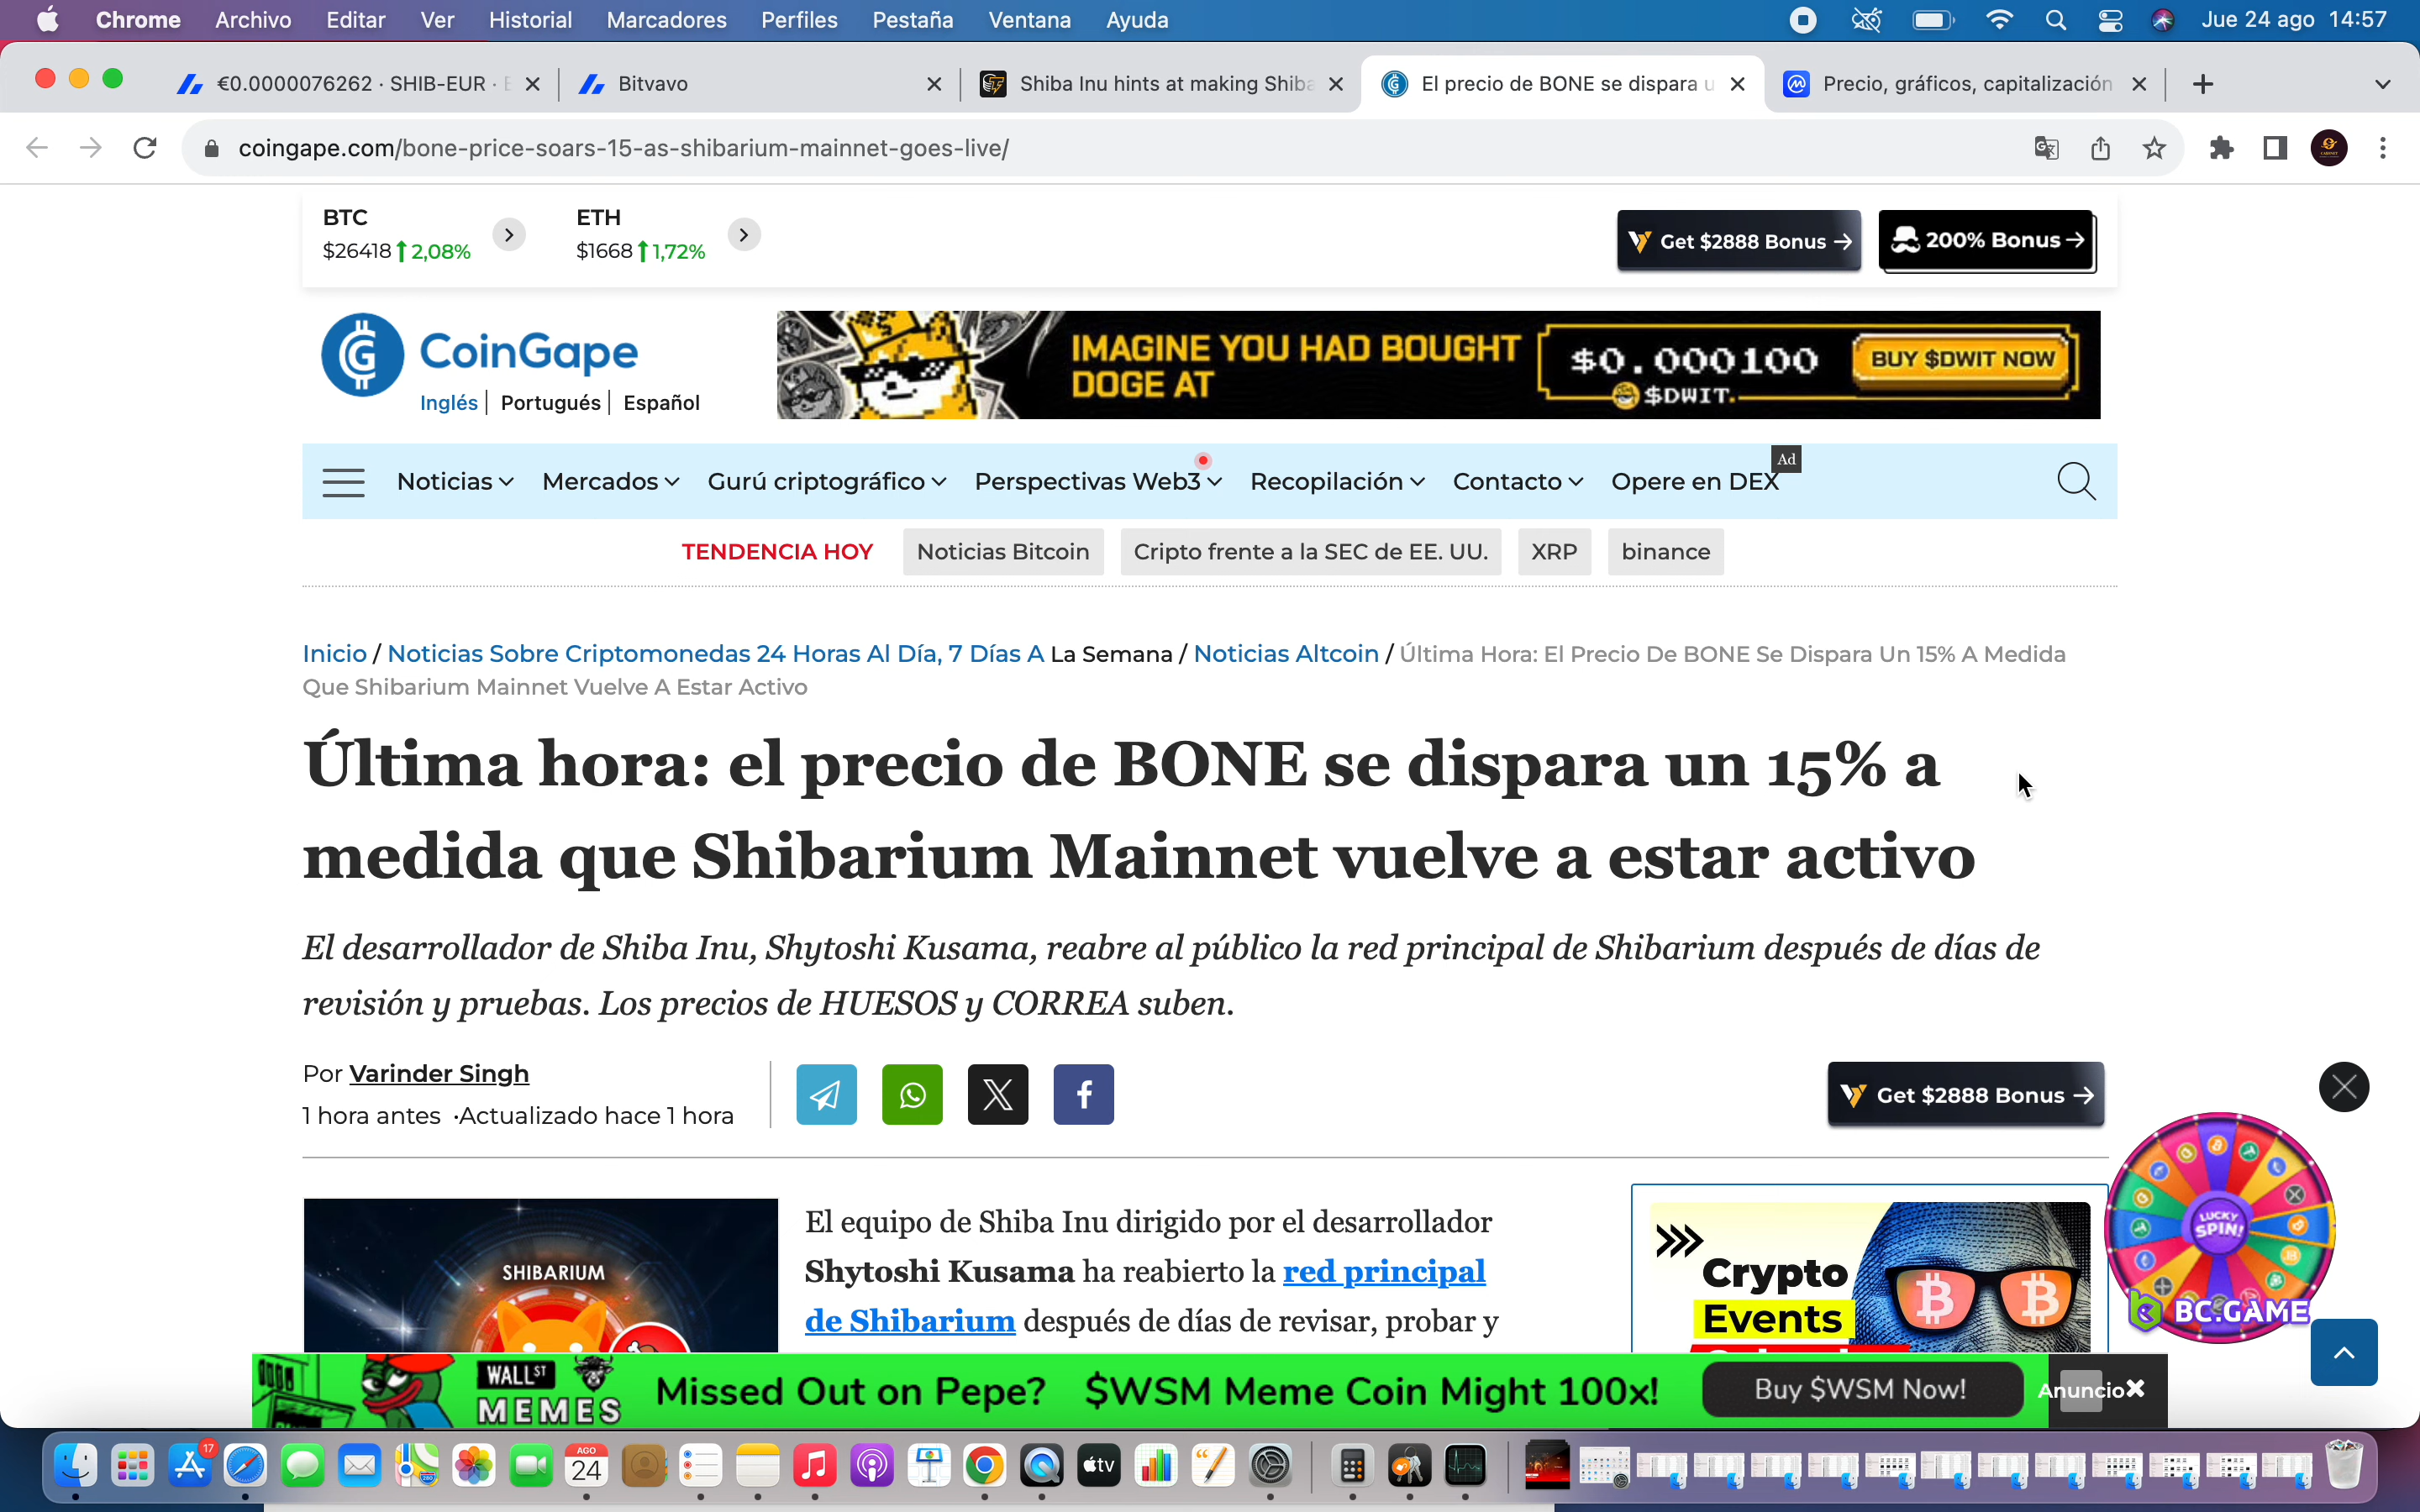 Chrome Archivo Editar Ver Historial Marcadores Perfiles Pestaña Ventana Ayuda Jue 24 ago 14:57
€0.0000076262 · SHIB-EUR · Bitvavo Shiba Inu hints at making Shiba El precio de BONE se dispara u Precio, gráficos, capitalización
coingape.com/bone-price-soars-15-as-shibarium-mainnet-goes-live/
BTC ETH
$26418 2,08% $1668 1,72%
Get $2888 Bonus 200% Bonus
CoinGape
Inglés Português Español
IMAGINE YOU HAD BOUGHT
DOGE AT
$0.000100
$DWIT.
BUY $DWIT NOW
Ad
Noticias Mercados Gurú criptográfico Perspectivas Web3 Recopilación Contacto Opere en DEX
TENDENCIA HOY Noticias Bitcoin Cripto frente a la SEC de EE. UU. XRP binance
Inicio / Noticias Sobre Criptomonedas 24 Horas Al Día, 7 Días A La Semana / Noticias Altcoin / Última Hora: El Precio De BONE Se Dispara Un 15% A Medida
Que Shibarium Mainnet Vuelve A Estar Activo
Última hora: el precio de BONE se dispara un 15% a
medida que Shibarium Mainnet vuelve a estar activo
El desarrollador de Shiba Inu, Shytoshi Kusama, reabre al público la red principal de Shibarium después de días de
revisión y pruebas. Los precios de HUESOS y CORREA suben.
Por Varinder Singh
1 hora antes ·Actualizado hace 1 hora
Get $2888 Bonus
SHIBARIUM
El equipo de Shiba Inu dirigido por el desarrollador
Shytoshi Kusama ha reabierto la red principal
de Shibarium después de días de revisar, probar y
Crypto
Events
LUCKY
SPIN!
BC.GAME
WALL ST
MEMES
Missed Out on Pepe? $WSM Meme Coin Might 100x! Buy $WSM Now!
Anuncio
17
AGO
24
tv